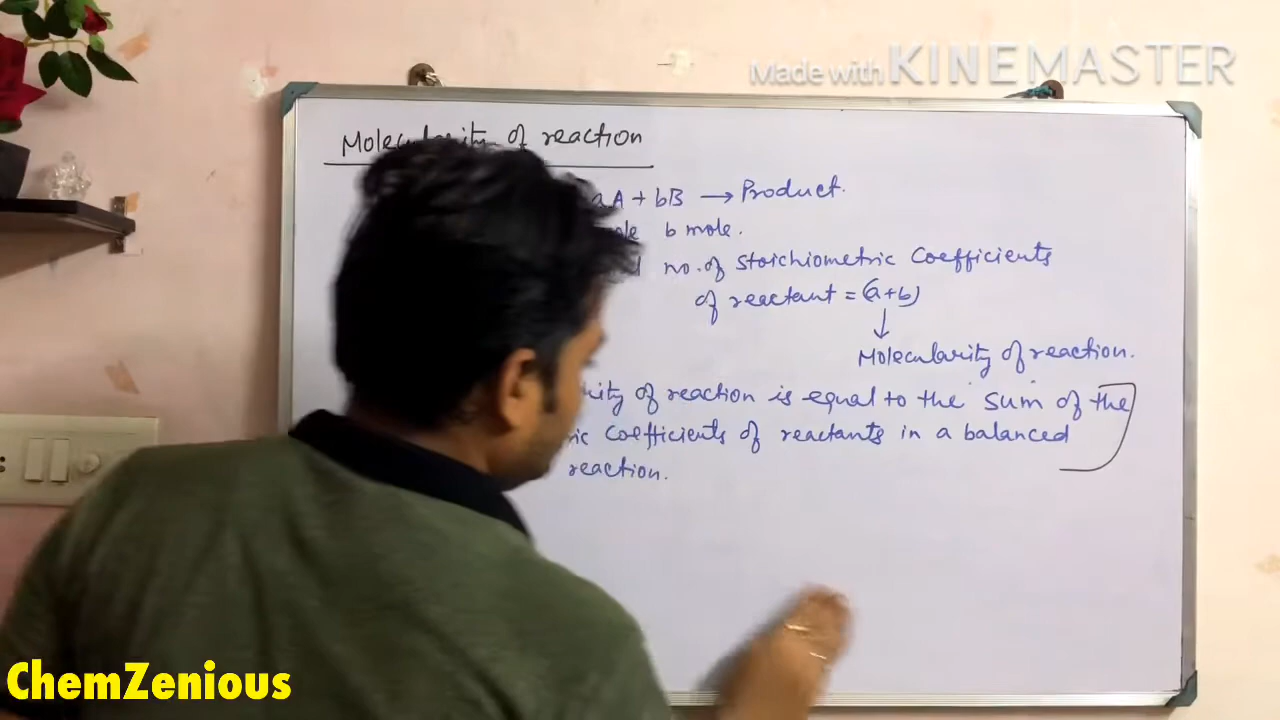 Made with KINEMASTER
of reaction
aA + bB → Product.
b mole.
no. of stoichiometric Coefficients
of reactant = (a+b)
↓
Molecularity of reaction.
of reaction is equal to the sum of the
Coefficients of reactants in a balanced
reaction.
ChemZenious